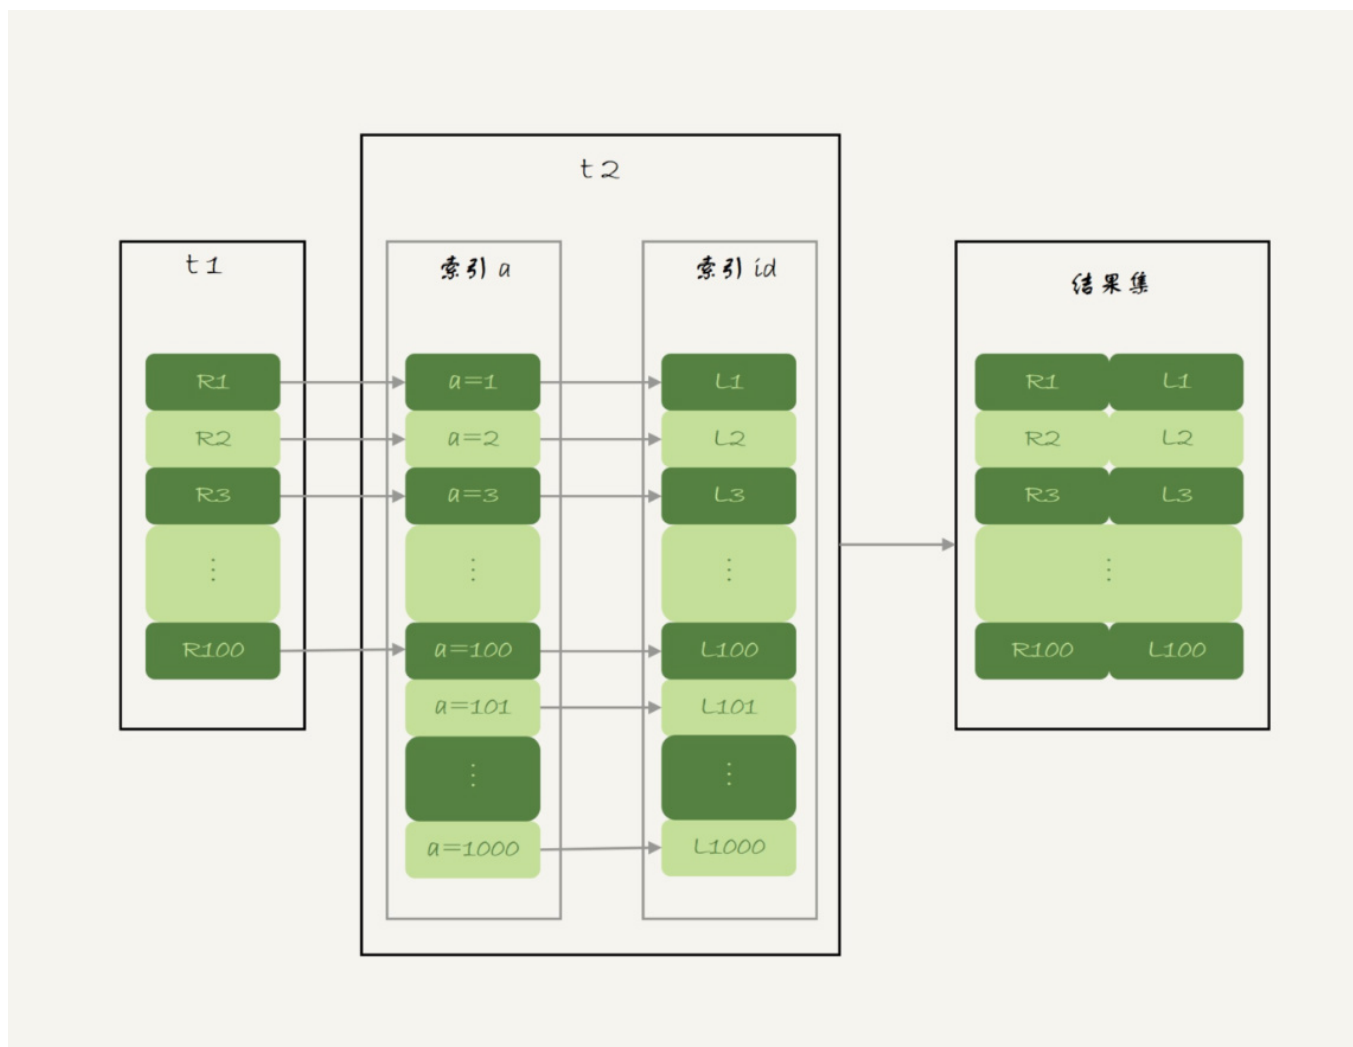 t2
t1
索引 a
索引 id
结果集
R1
a=1
L1
R1
L1
R2
a=2
L2
R2
L2
R3
a=3
L3
R3
L3
⋮
⋮
⋮
⋮
R100
a=100
L100
R100
L100
a=101
L101
⋮
⋮
a=1000
L1000